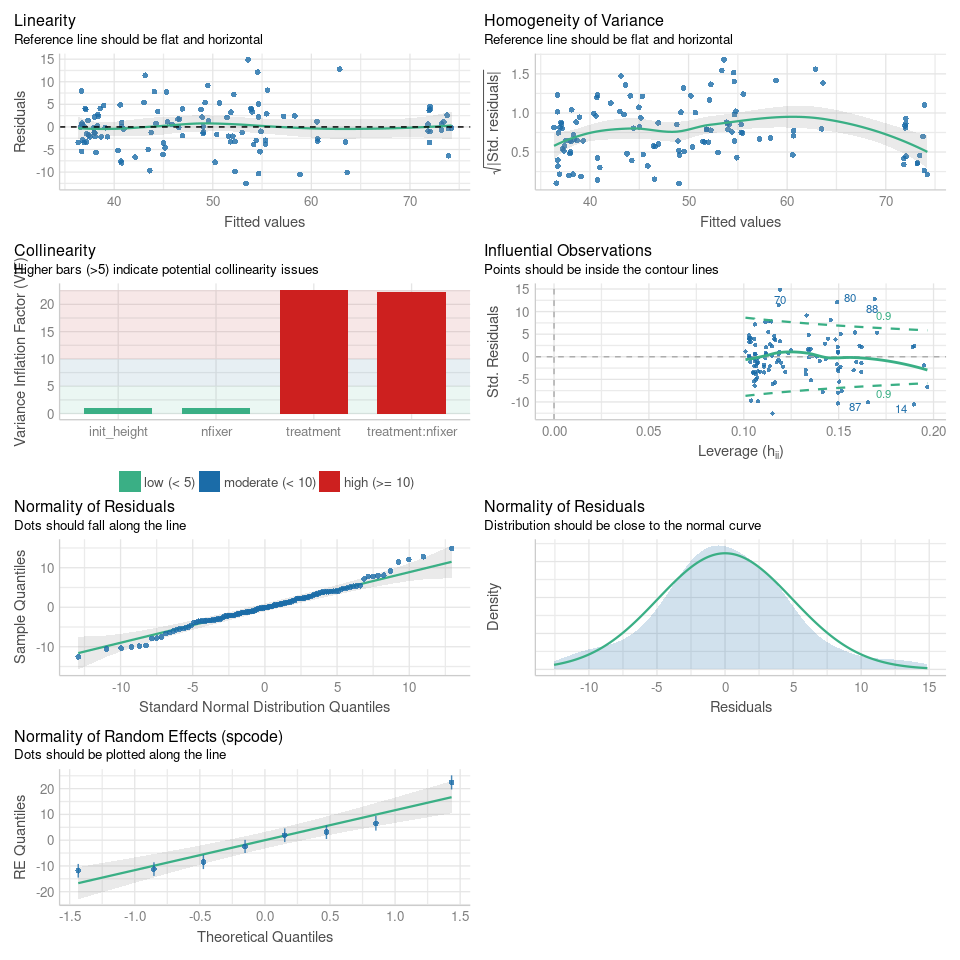 Linearity
Reference line should be flat and horizontal
15
10
5
0
-5
-10
Residuals
40
50
60
70
Fitted values
Homogeneity of Variance
Reference line should be flat and horizontal
1.5
1.0
0.5
√|Std. residuals|
40
50
60
70
Fitted values
Collinearity
Higher bars (>5) indicate potential collinearity issues
Variance Inflation Factor (VIF)
20
15
10
5
0
init_height
nfixer
treatment
treatment:nfixer
low (< 5)
moderate (< 10)
high (>= 10)
Influential Observations
Points should be inside the contour lines
15
10
5
0
-5
-10
Std. Residuals
70
80
88
0.9
0.9
87
14
0.00
0.05
0.10
0.15
0.20
Leverage (hii)
Normality of Residuals
Dots should fall along the line
10
0
-10
Sample Quantiles
-10
-5
0
5
10
Standard Normal Distribution Quantiles
Normality of Residuals
Distribution should be close to the normal curve
Density
-10
-5
0
5
10
15
Residuals
Normality of Random Effects (spcode)
Dots should be plotted along the line
20
10
0
-10
-20
RE Quantiles
-1.5
-1.0
-0.5
0.0
0.5
1.0
1.5
Theoretical Quantiles